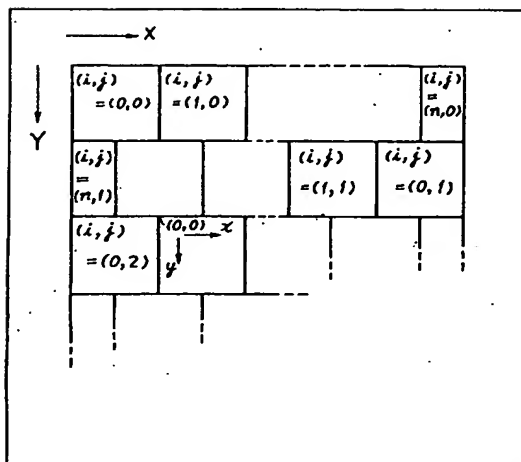 X
Y
(i,j)
=(0,0)
(i,j)
=(1,0)
(i,j)
=
(n,0)
(i,j)
=
(n,1)
(i,j)
=(1,1)
(i,j)
=(0,1)
(i,j)
=(0,2)
(0,0)
x
y